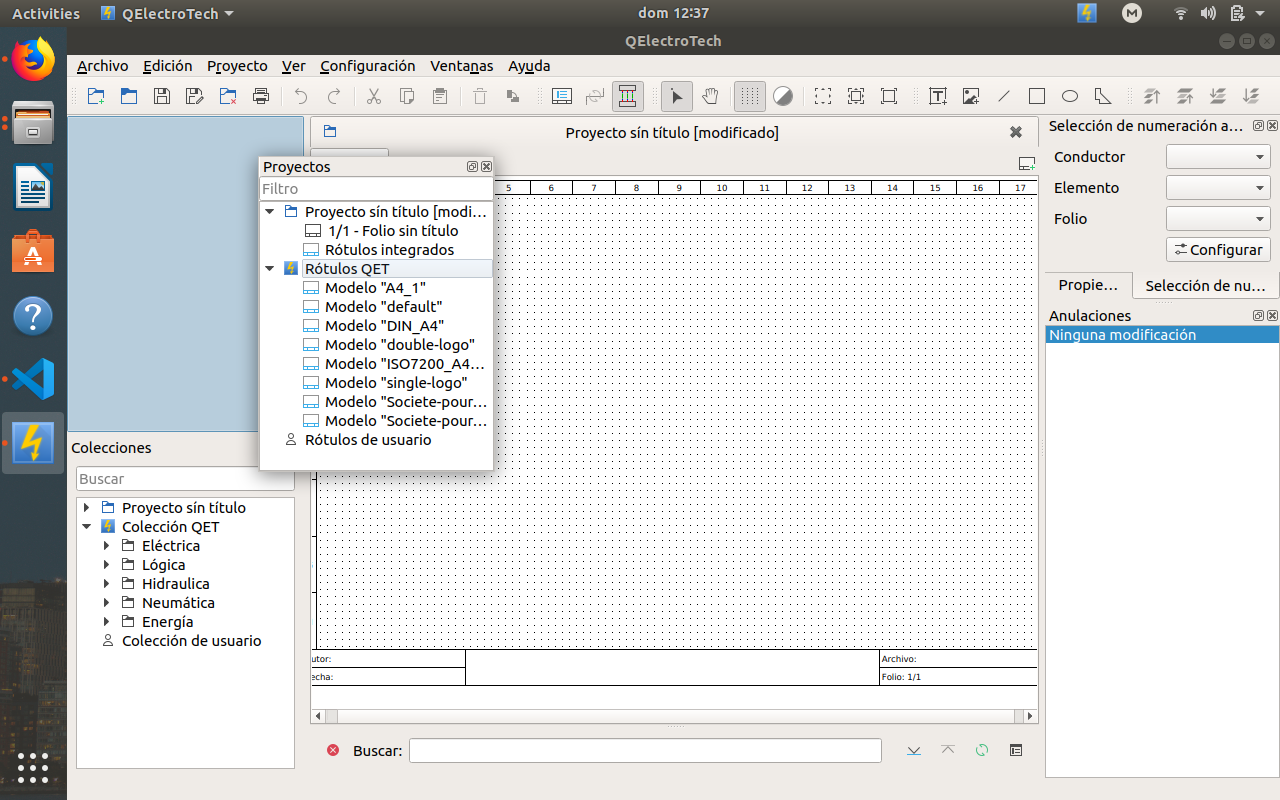 Activities
QElectroTech
dom 12:37
QElectroTech
Archivo Edición Proyecto Ver Configuración Ventanas Ayuda
Proyecto sín título [modificado]
Proyectos
Filtro
Proyecto sín título [modi...
1/1 - Folio sin título
Rótulos integrados
Rótulos QET
Modelo "A4_1"
Modelo "default"
Modelo "DIN_A4"
Modelo "double-logo"
Modelo "ISO7200_A4...
Modelo "single-logo"
Modelo "Societe-pour...
Modelo "Societe-pour...
Rótulos de usuario
5 6 7 8 9 10 11 12 13 14 15 16 17
Colecciones
Buscar
Proyecto sín título
Colección QET
Eléctrica
Lógica
Hidraulica
Neumática
Energía
Colección de usuario
utor:
echa:
Archivo:
Folio: 1/1
Buscar:
Selección de numeración a...
Conductor
Elemento
Folio
Configurar
Propie...
Selección de nu...
Anulaciones
Ninguna modificación